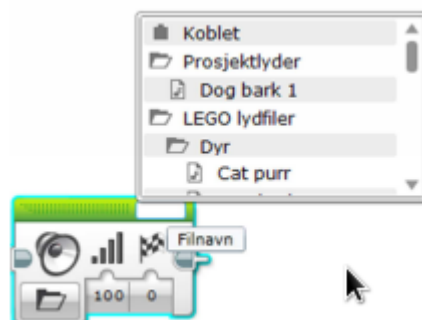 Koblet
Prosjektlyder
Dog bark 1
LEGO lydfiler
Dyr
Cat purr
Filnavn
100 0